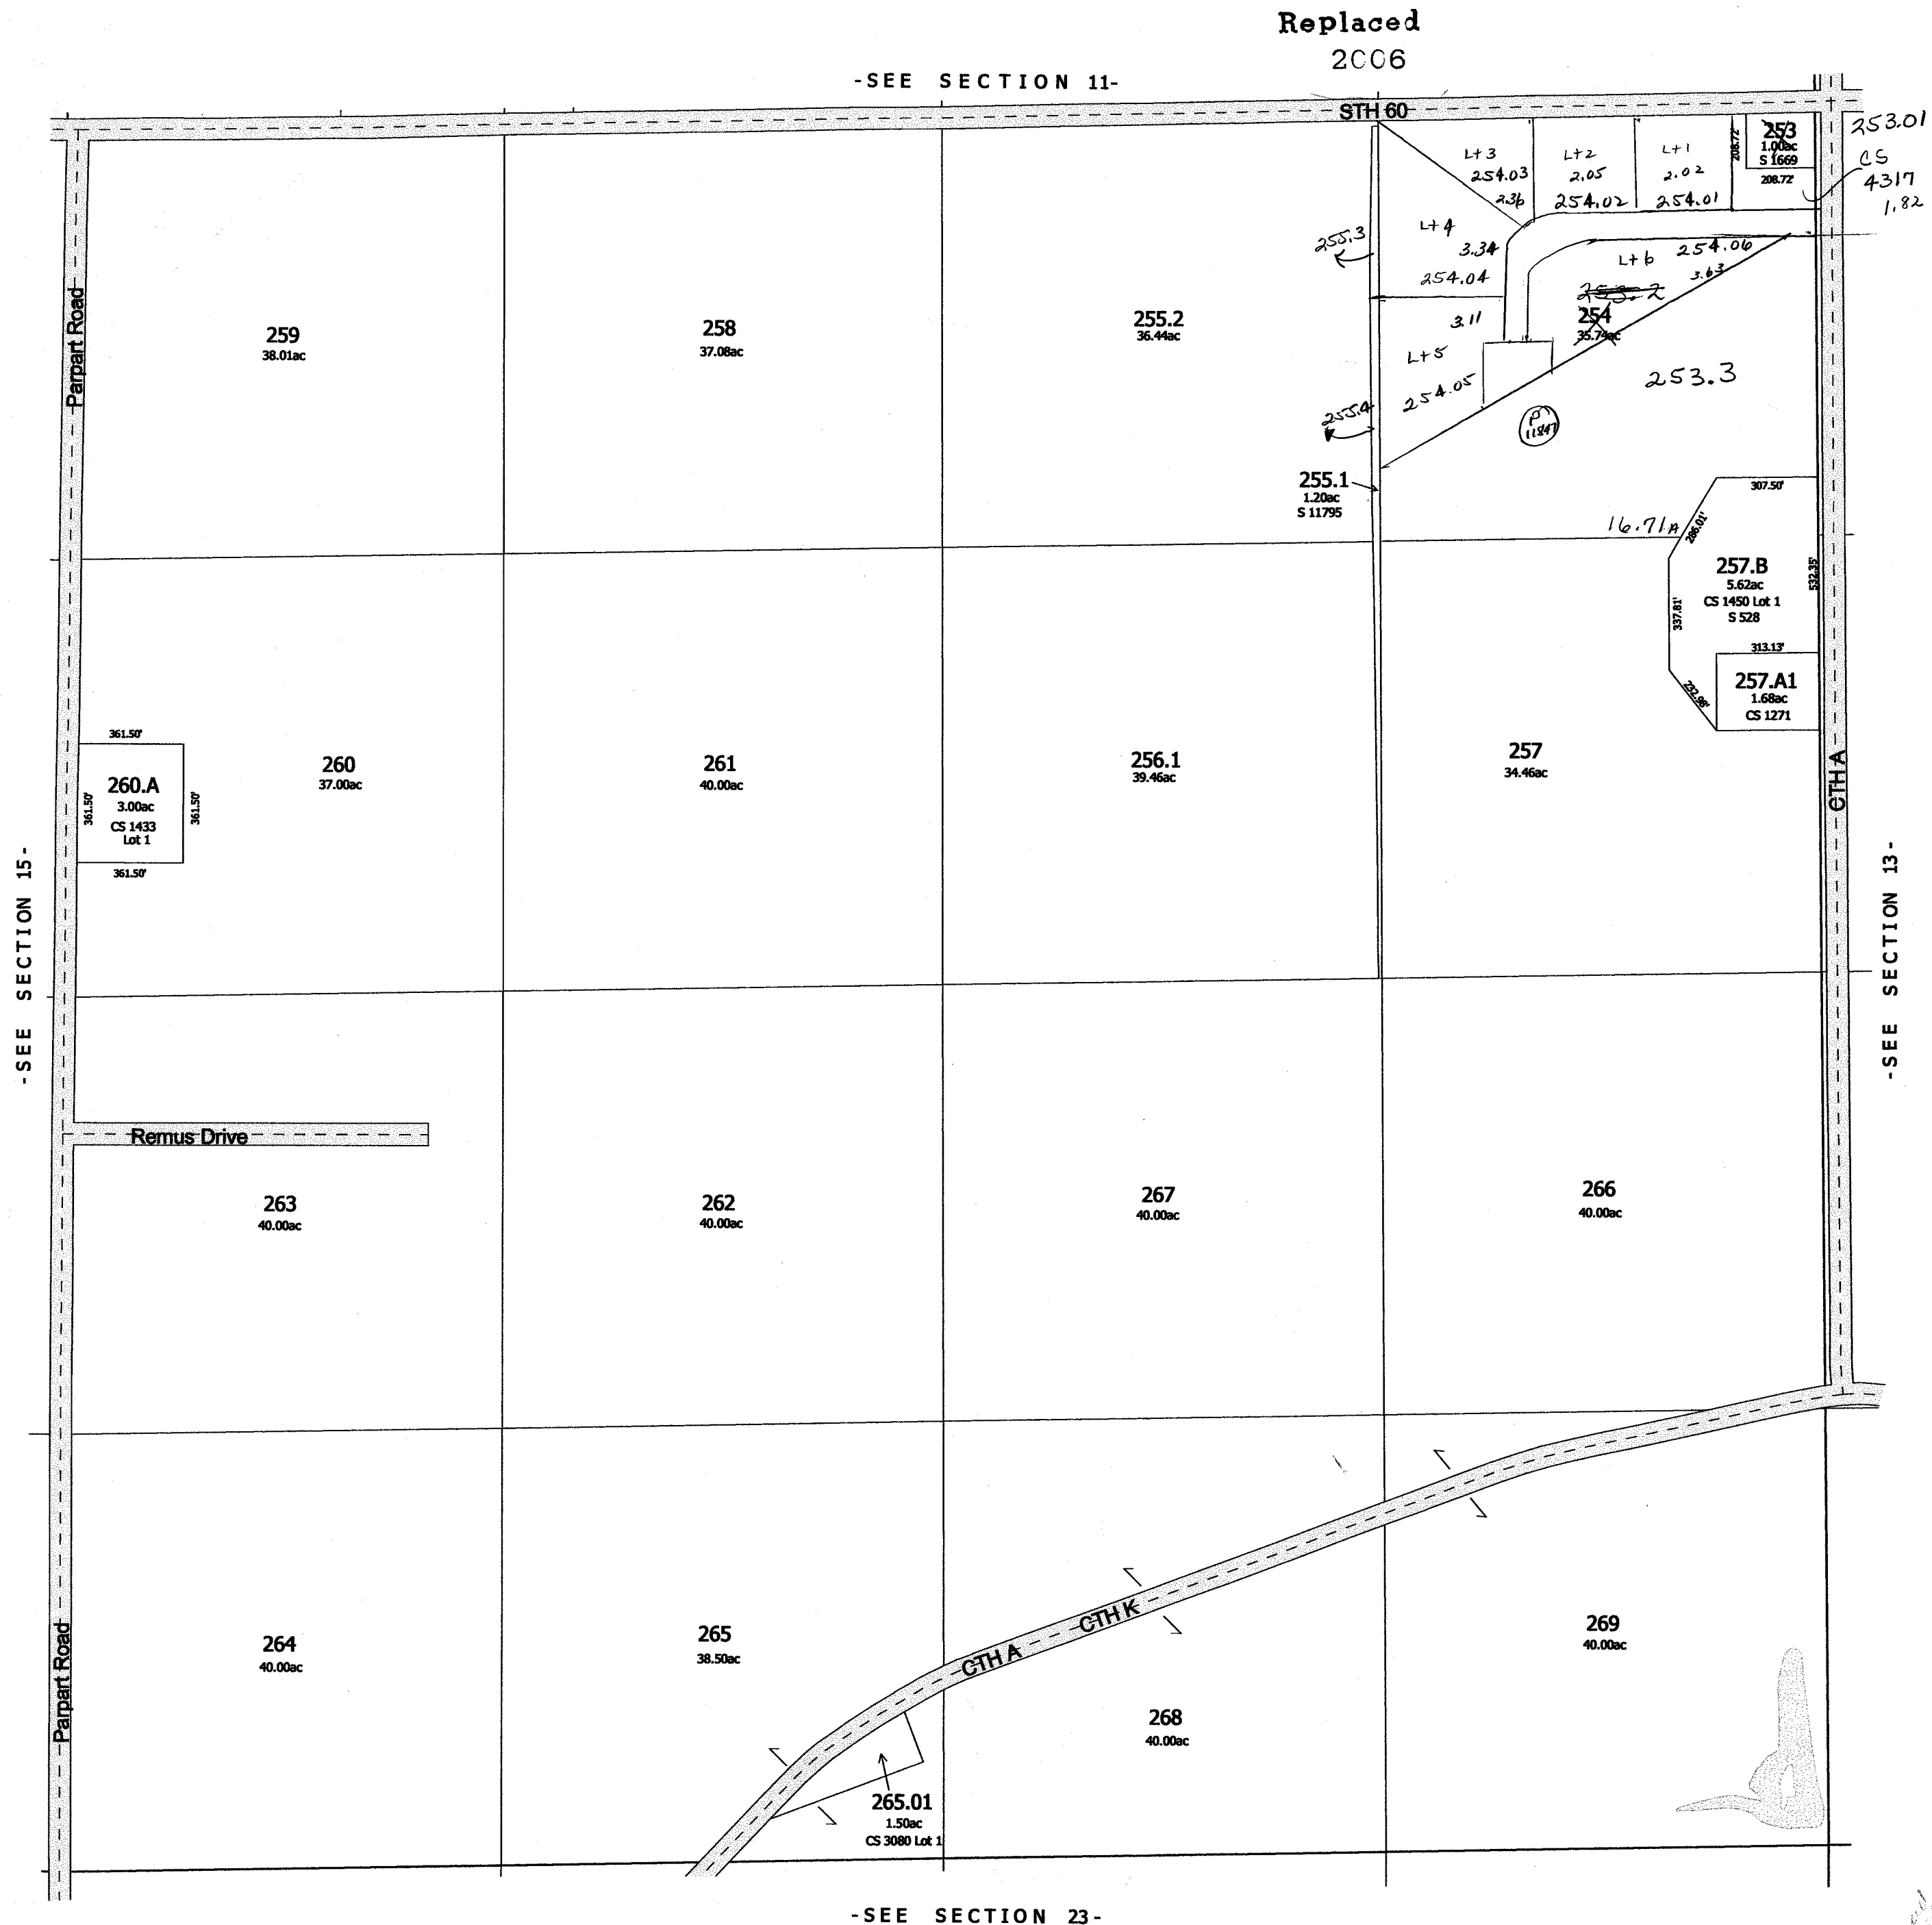 Replaced
2006
-SEE SECTION 11-
STH 60
253.01
CS
4317
1.82
253
1.00ac
S 1669
208.72'
208.72'
L+3
254.03
2.36
L+2
2.05
254.02
L+1
2.02
254.01
L+4
3.34
254.04
255.3
L+6
254.06
3.63
253.2
254
35.74ac
3.11
L+5
254.05
253.3
255.4
P
11847
255.1
1.20ac
S 11795
Parpart Road
259
38.01ac
258
37.08ac
255.2
36.44ac
307.50'
16.71A
286.01'
257.B
5.62ac
CS 1450 Lot 1
S 528
532.35'
337.81'
313.13'
232.98'
257.A1
1.68ac
CS 1271
361.50'
260.A
3.00ac
CS 1433
Lot 1
361.50'
361.50'
361.50'
260
37.00ac
261
40.00ac
256.1
39.46ac
257
34.46ac
CTH A
-SEE SECTION 15-
-SEE SECTION 13-
Remus Drive
263
40.00ac
262
40.00ac
267
40.00ac
266
40.00ac
Parpart Road
264
40.00ac
265
38.50ac
CTH A
CTH K
268
40.00ac
269
40.00ac
265.01
1.50ac
CS 3080 Lot 1
-SEE SECTION 23-